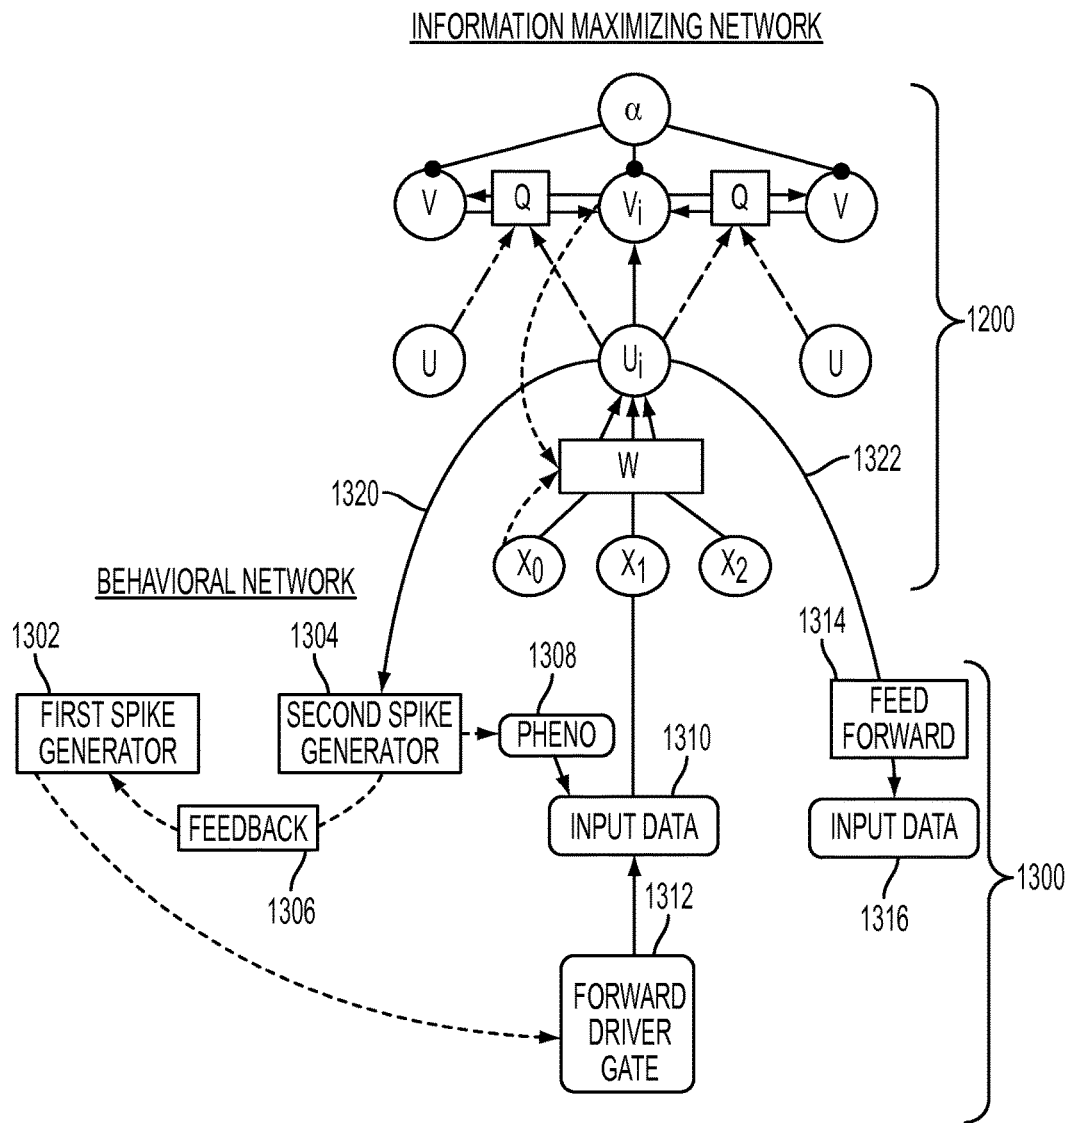 INFORMATION MAXIMIZING NETWORK
α
V
Q
Vi
Q
V
1200
U
Ui
U
1322
W
1320
X0
X1
X2
BEHAVIORAL NETWORK
1302
1304
1308
1314
FIRST SPIKE
GENERATOR
SECOND SPIKE
GENERATOR
PHENO
FEED
FORWARD
1310
FEEDBACK
INPUT DATA
INPUT DATA
1306
1312
1316
1300
FORWARD
DRIVER
GATE